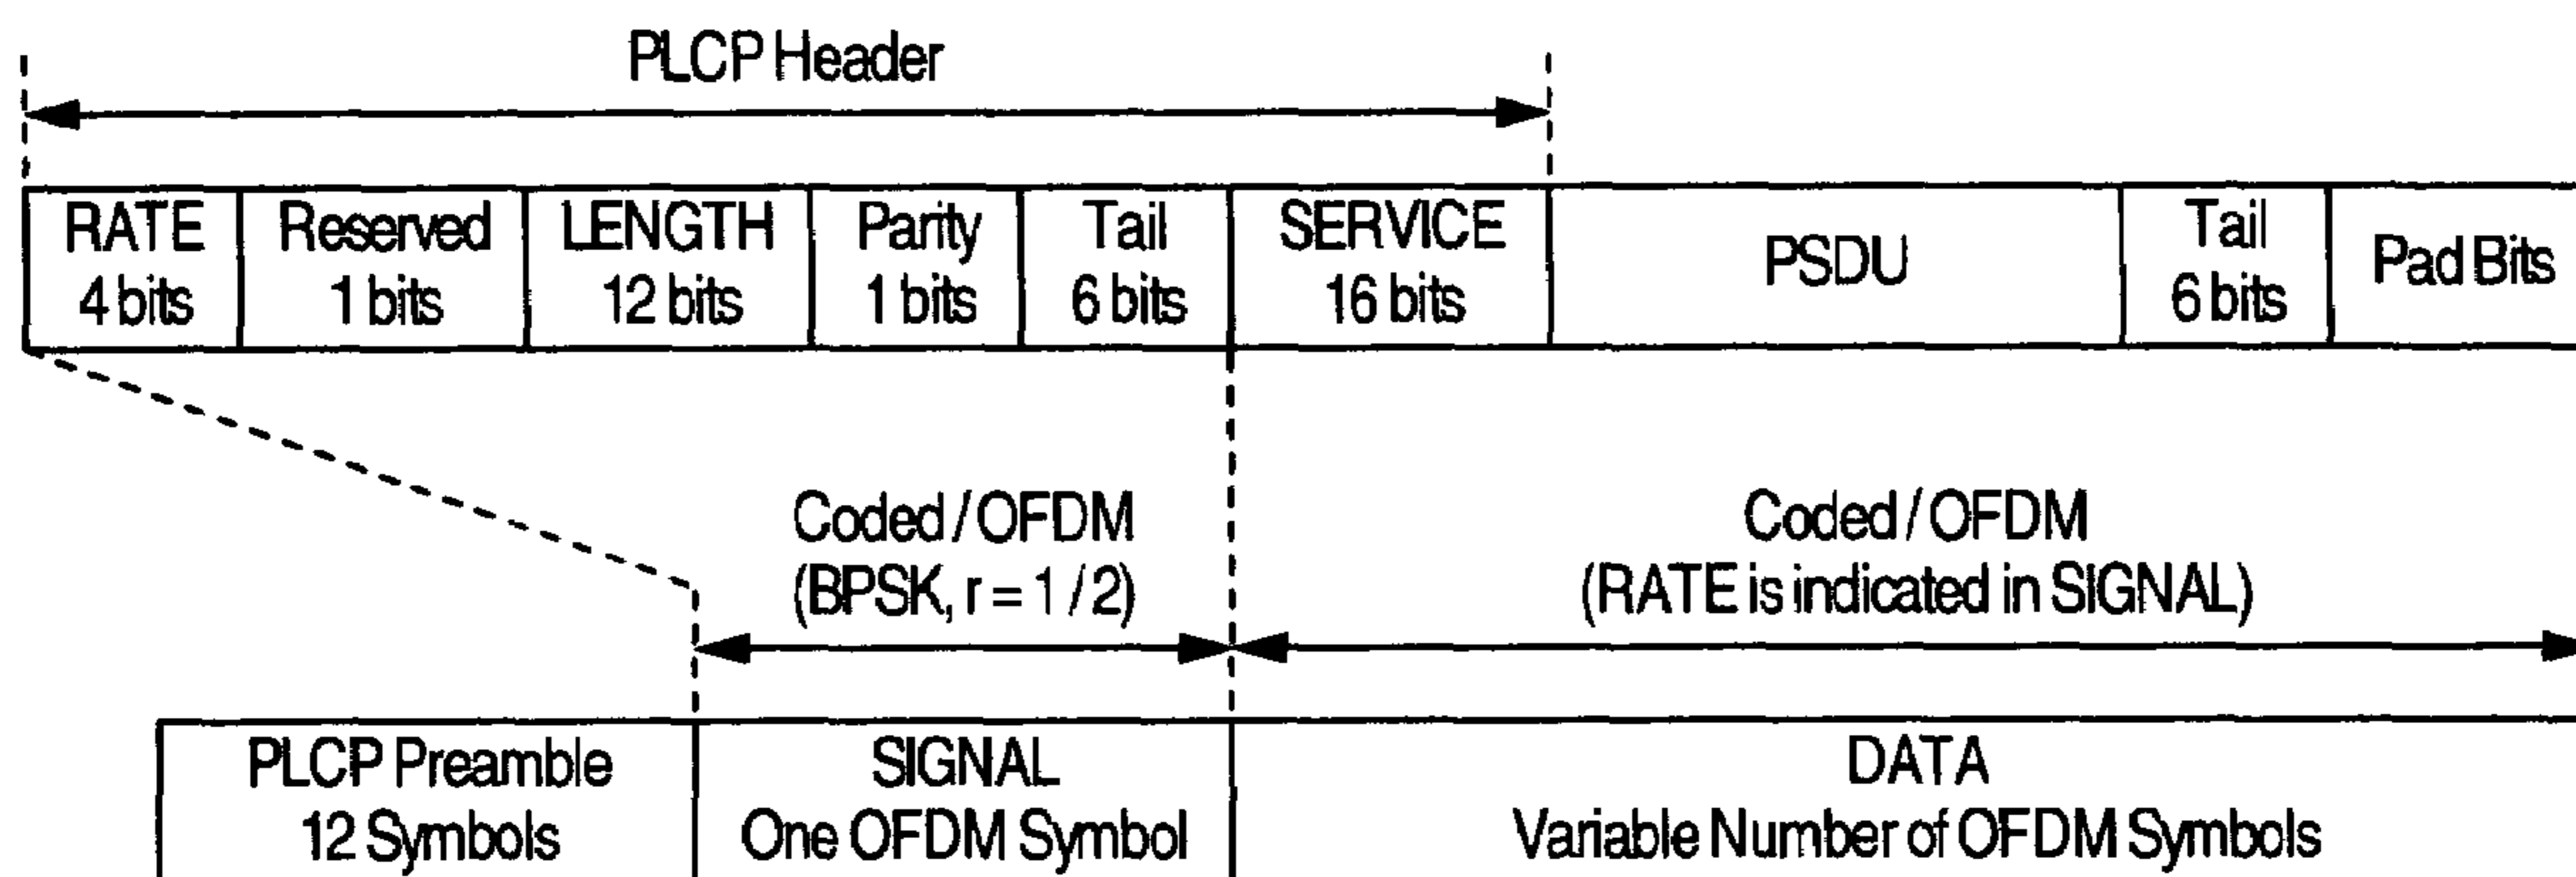 PLCP Header
RATE
4 bits
Reserved
1 bits
LENGTH
12 bits
Parity
1 bits
Tail
6 bits
SERVICE
16 bits
PSDU
Tail
6 bits
Pad Bits
Coded / OFDM
(BPSK, r = 1 / 2)
Coded / OFDM
(RATE is indicated in SIGNAL)
PLCP Preamble
12 Symbols
SIGNAL
One OFDM Symbol
DATA
Variable Number of OFDM Symbols